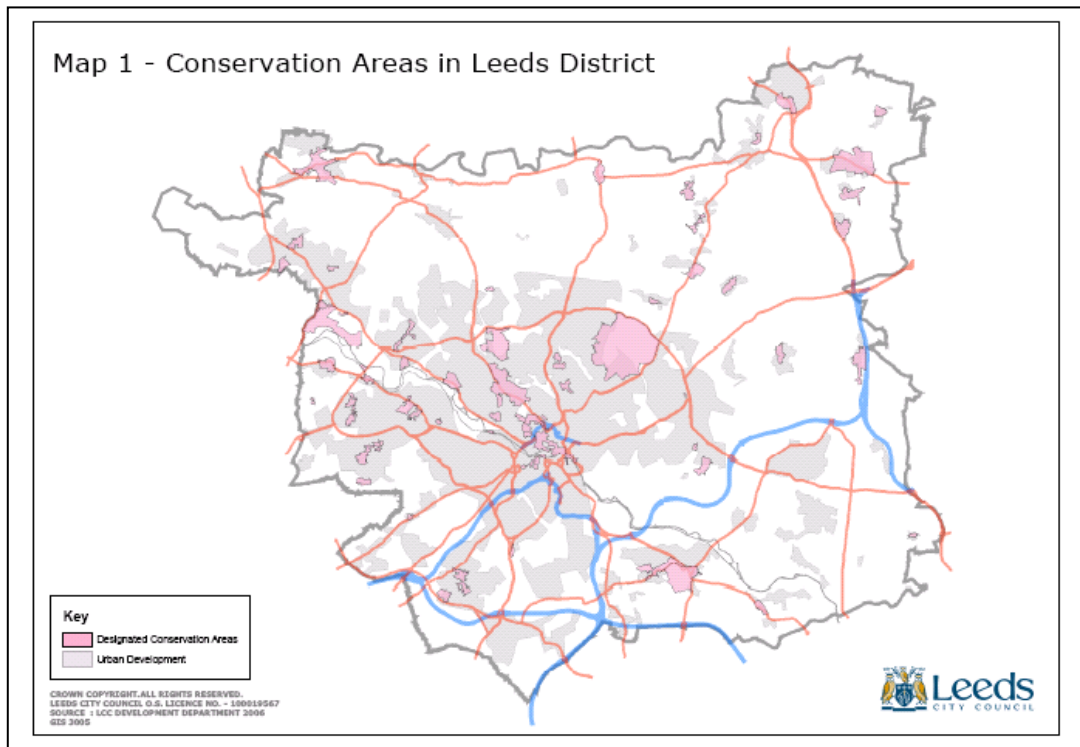 Map 1 - Conservation Areas in Leeds District
Key
Designated Conservation Areas
Urban Development
CROWN COPYRIGHT.ALL RIGHTS RESERVED.
LEEDS CITY COUNCIL O.S. LICENCE NO. - 100019567
SOURCE : LCC DEVELOPMENT DEPARTMENT 2006
GIS 3005
Leeds
CITY COUNCIL